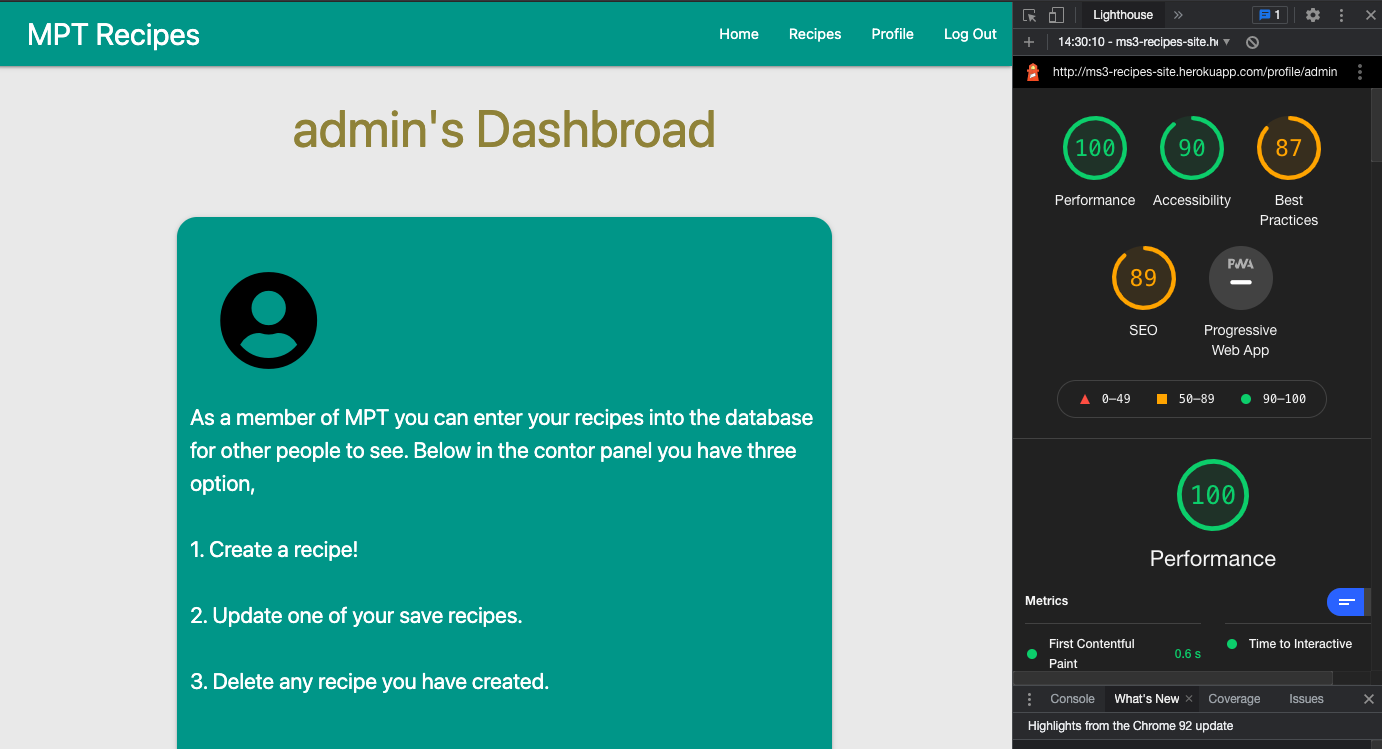 MPT Recipes
Home Recipes Profile Log Out
admin's Dashbroad
As a member of MPT you can enter your recipes into the database
for other people to see. Below in the contor panel you have three
option,
1. Create a recipe!
2. Update one of your save recipes.
3. Delete any recipe you have created.
Lighthouse
1
14:30:10 - ms3-recipes-site.he
http://ms3-recipes-site.herokuapp.com/profile/admin
100 90 87
Performance Accessibility Best
Practices
89 PWA
SEO Progressive
Web App
0–49 50–89 90–100
100
Performance
Metrics
First Contentful
Paint
0.6 s
Time to Interactive
Console What's New Coverage Issues
Highlights from the Chrome 92 update